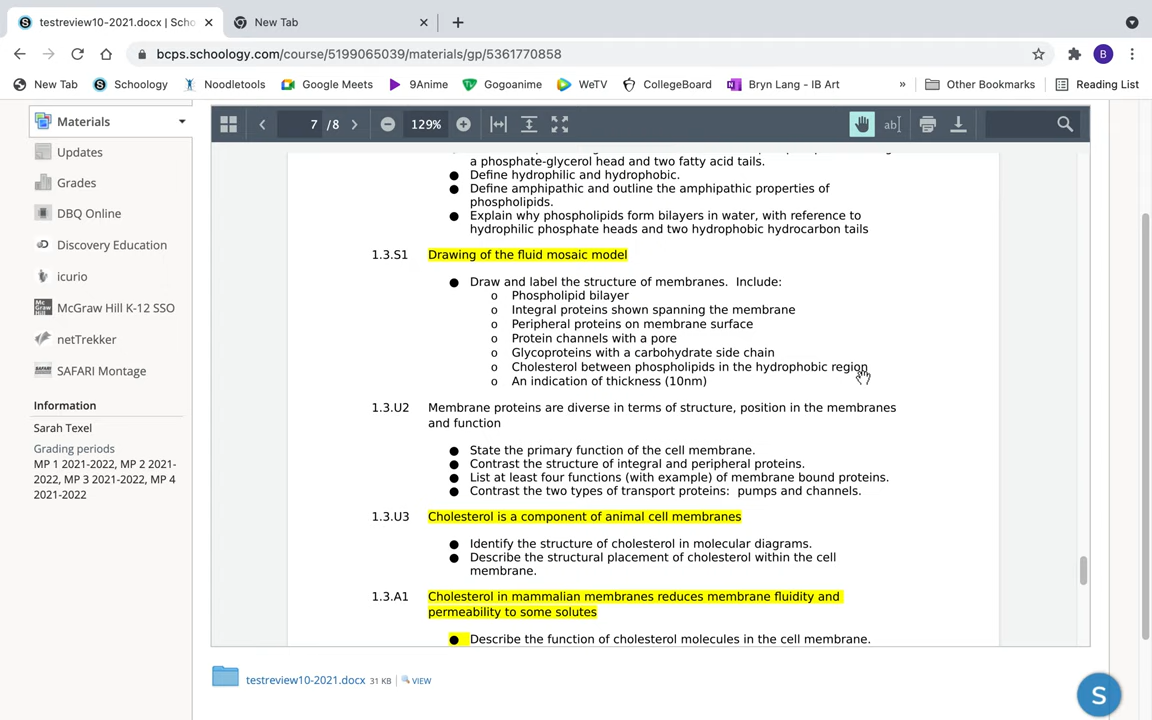 testreview10-2021.docx | Scho
New Tab
bcps.schoology.com/course/5199065039/materials/gp/5361770858
B
New Tab
Schoology
Noodletools
Google Meets
9Anime
Gogoanime
WeTV
CollegeBoard
Bryn Lang - IB Art
»
Other Bookmarks
Reading List
Materials
Updates
Grades
DBQ Online
Discovery Education
icurio
McGraw Hill K-12 SSO
netTrekker
SAFARI Montage
Information
Sarah Texel
Grading periods
MP 1 2021-2022, MP 2 2021-
2022, MP 3 2021-2022, MP 4
2021-2022
7 /8
129%
ab
a phosphate-glycerol head and two fatty acid tails.
● Define hydrophilic and hydrophobic.
● Define amphipathic and outline the amphipathic properties of
phospholipids.
● Explain why phospholipids form bilayers in water, with reference to
hydrophilic phosphate heads and two hydrophobic hydrocarbon tails
1.3.S1 Drawing of the fluid mosaic model
● Draw and label the structure of membranes. Include:
o Phospholipid bilayer
o Integral proteins shown spanning the membrane
o Peripheral proteins on membrane surface
o Protein channels with a pore
o Glycoproteins with a carbohydrate side chain
o Cholesterol between phospholipids in the hydrophobic region
o An indication of thickness (10nm)
1.3.U2 Membrane proteins are diverse in terms of structure, position in the membranes
and function
● State the primary function of the cell membrane.
● Contrast the structure of integral and peripheral proteins.
● List at least four functions (with example) of membrane bound proteins.
● Contrast the two types of transport proteins: pumps and channels.
1.3.U3 Cholesterol is a component of animal cell membranes
● Identify the structure of cholesterol in molecular diagrams.
● Describe the structural placement of cholesterol within the cell
membrane.
1.3.A1 Cholesterol in mammalian membranes reduces membrane fluidity and
permeability to some solutes
● Describe the function of cholesterol molecules in the cell membrane.
testreview10-2021.docx 31 KB VIEW
S